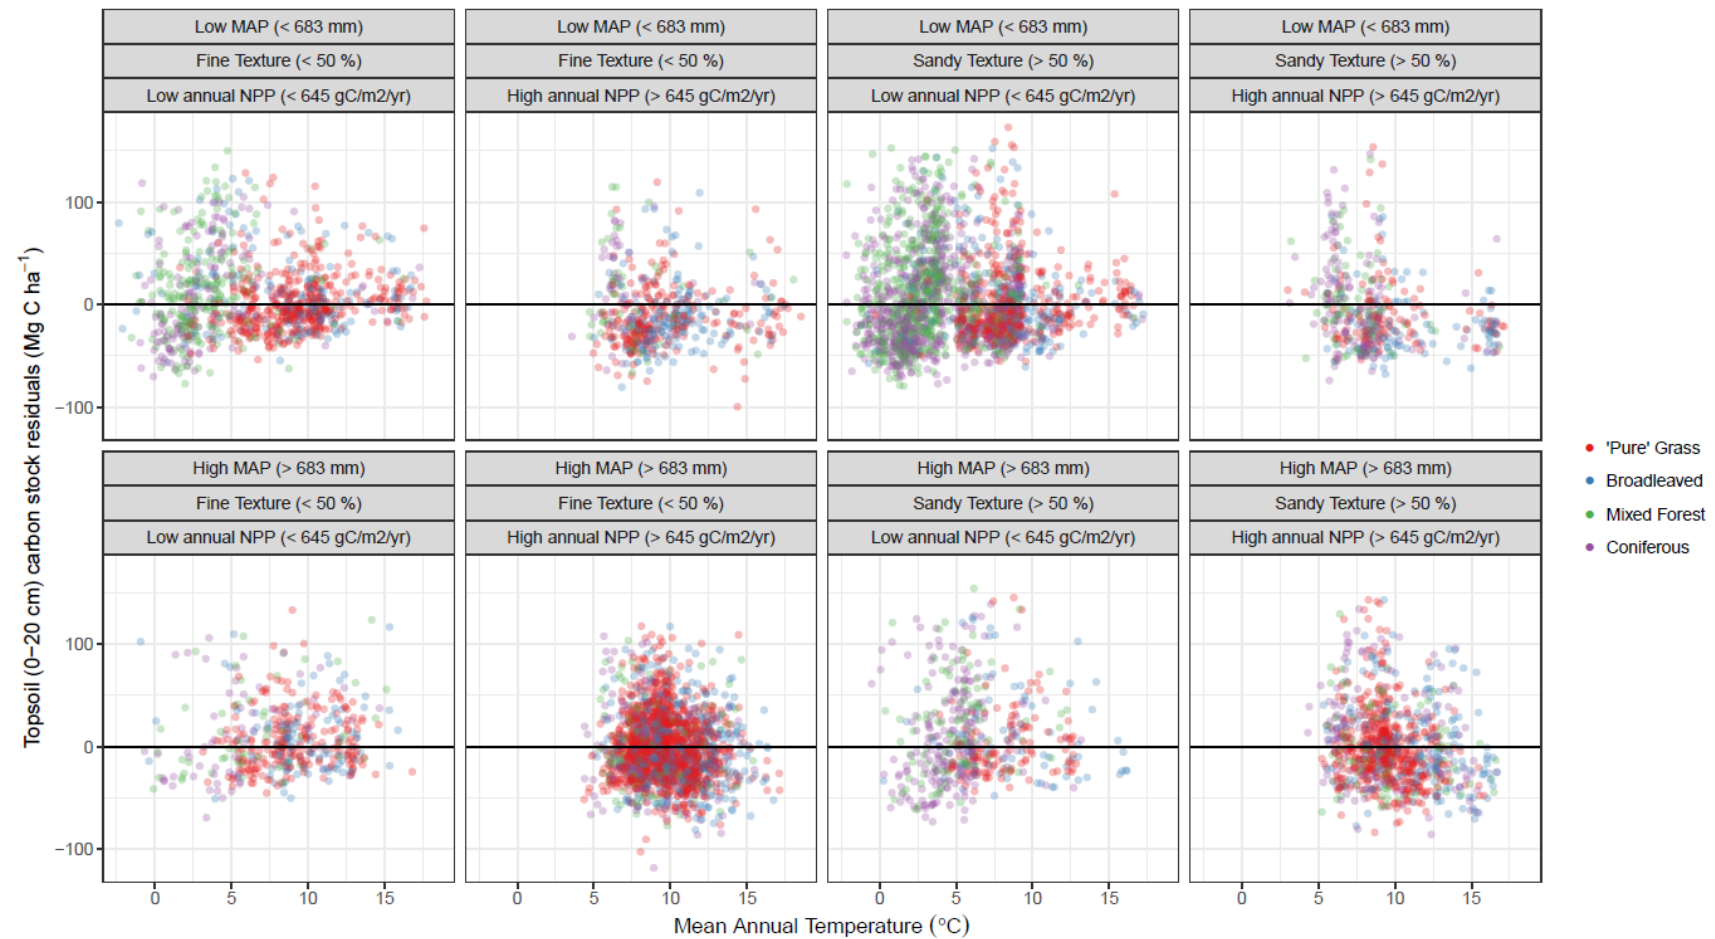 Low MAP (< 683 mm)
Fine Texture (< 50 %)
Low annual NPP (< 645 gC/m2/yr)
Low MAP (< 683 mm)
Fine Texture (< 50 %)
High annual NPP (> 645 gC/m2/yr)
Low MAP (< 683 mm)
Sandy Texture (> 50 %)
Low annual NPP (< 645 gC/m2/yr)
Low MAP (< 683 mm)
Sandy Texture (> 50 %)
High annual NPP (> 645 gC/m2/yr)
100
0
−100
High MAP (> 683 mm)
Fine Texture (< 50 %)
Low annual NPP (< 645 gC/m2/yr)
High MAP (> 683 mm)
Fine Texture (< 50 %)
High annual NPP (> 645 gC/m2/yr)
High MAP (> 683 mm)
Sandy Texture (> 50 %)
Low annual NPP (< 645 gC/m2/yr)
High MAP (> 683 mm)
Sandy Texture (> 50 %)
High annual NPP (> 645 gC/m2/yr)
100
0
−100
0 5 10 15
0 5 10 15
0 5 10 15
0 5 10 15
Mean Annual Temperature (°C)
Topsoil (0−20 cm) carbon stock residuals (Mg C ha⁻¹)
'Pure' Grass
Broadleaved
Mixed Forest
Coniferous